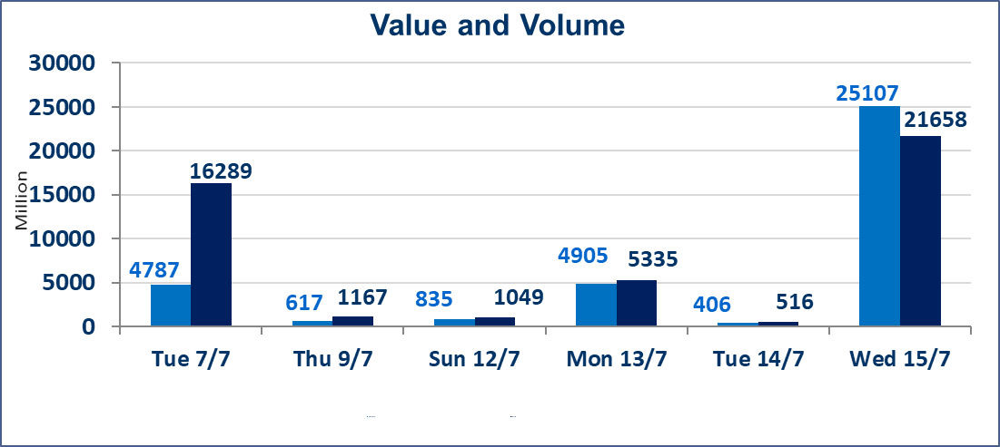 Value and Volume
30000
25000
20000
15000
10000
5000
0
Million
4787
16289
617
1167
835
1049
4905
5335
406
516
25107
21658
Tue 7/7
Thu 9/7
Sun 12/7
Mon 13/7
Tue 14/7
Wed 15/7